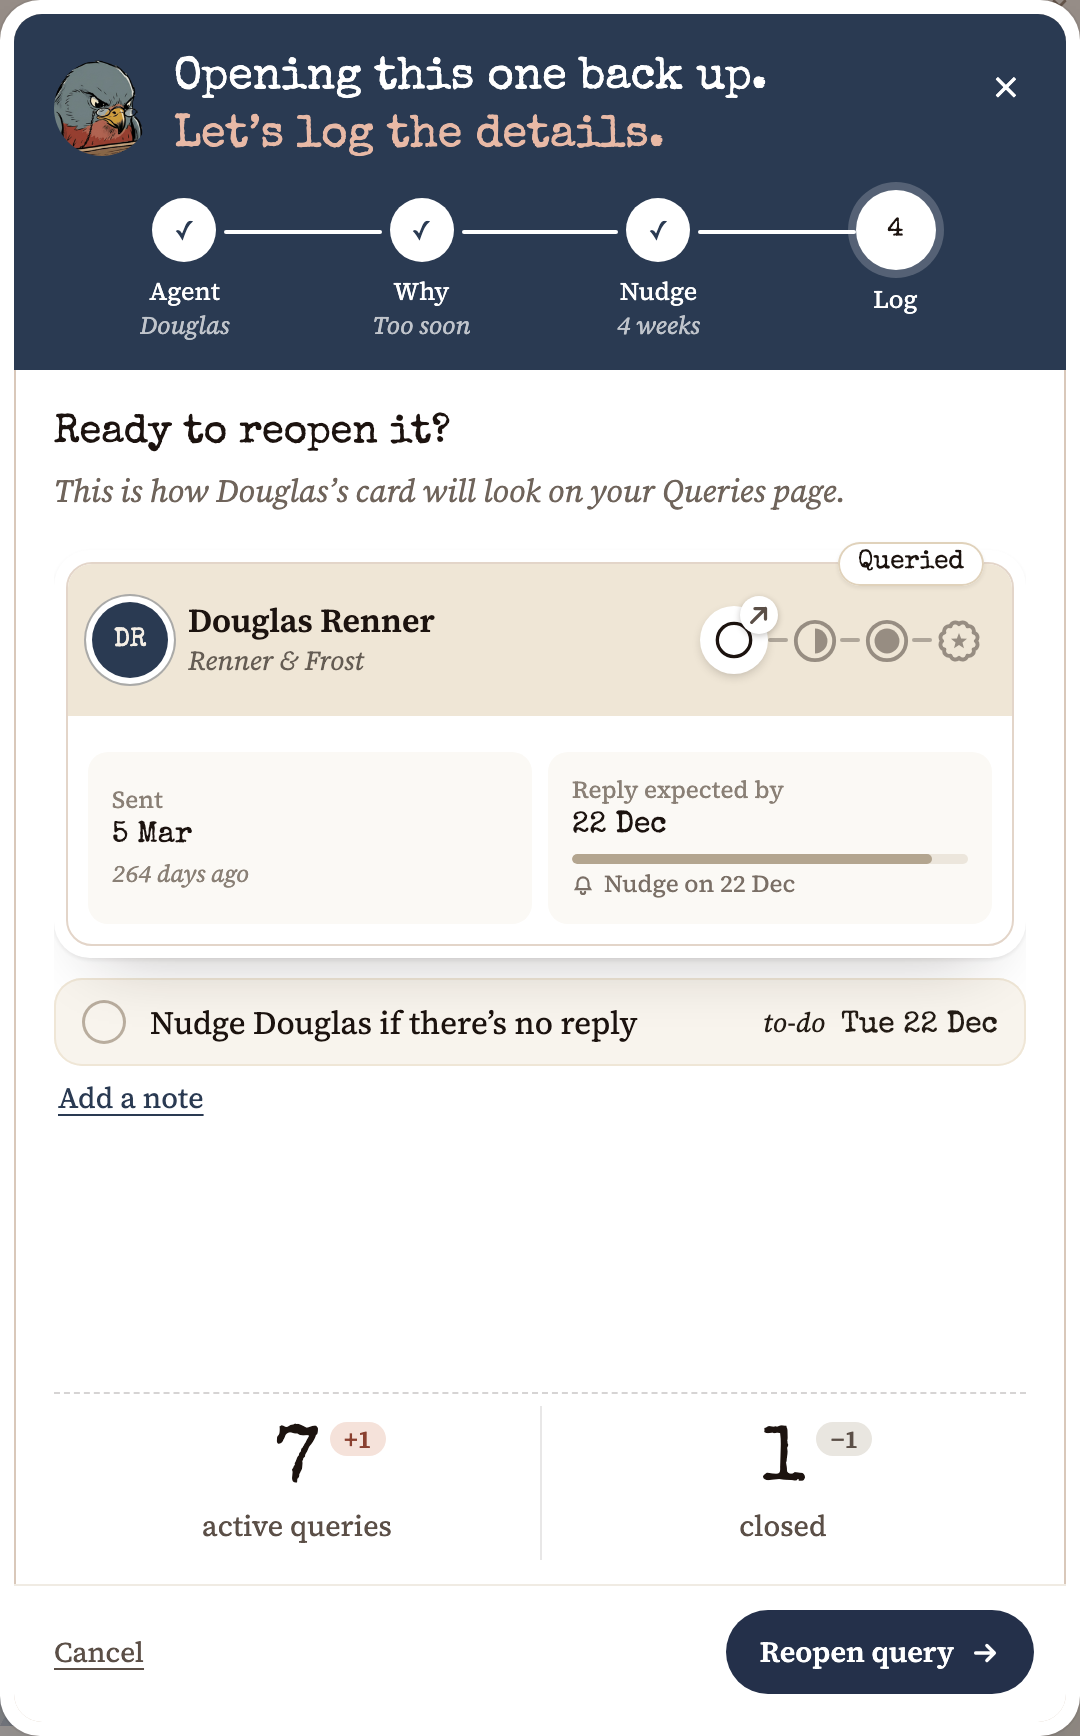 Opening this one back up.
Let's log the details.
✓ ✓ ✓ 4
Agent Why Nudge Log
Douglas Too soon 4 weeks
Ready to reopen it?
This is how Douglas's card will look on your Queries page.
Queried
DR
Douglas Renner
Renner & Frost
Sent
5 Mar
264 days ago
Reply expected by
22 Dec
Nudge on 22 Dec
Nudge Douglas if there's no reply to-do Tue 22 Dec
Add a note
7 +1
active queries
1 −1
closed
Cancel
Reopen query →